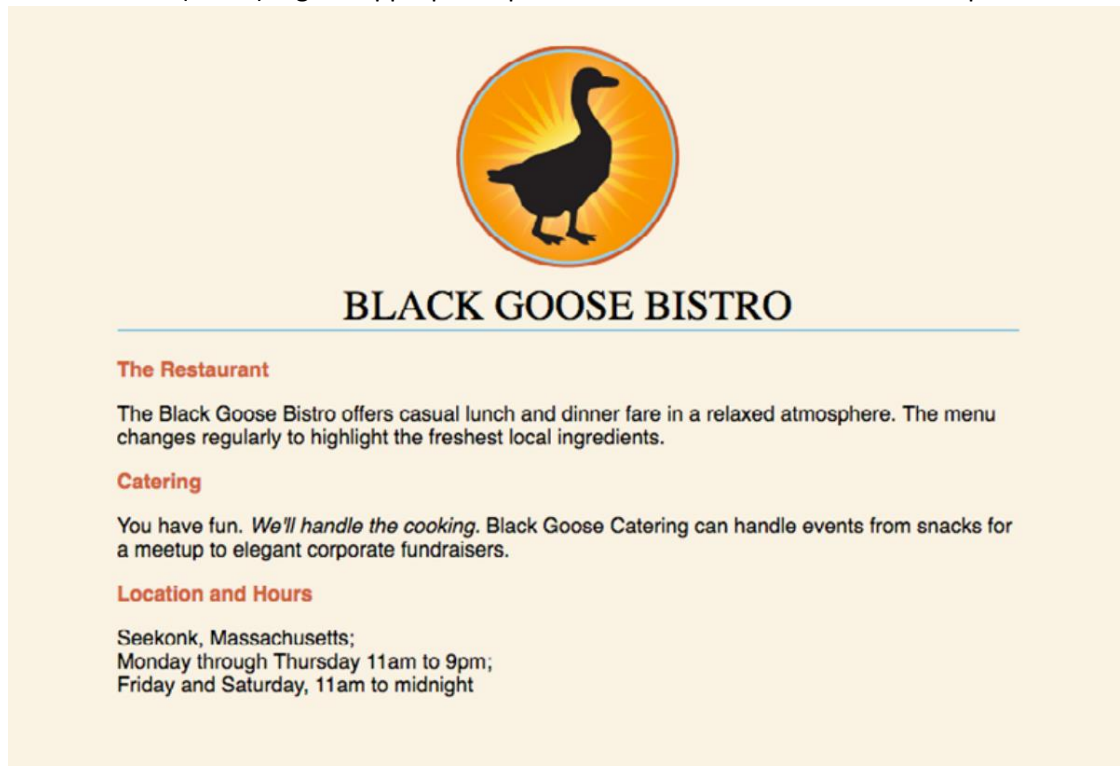 BLACK GOOSE BISTRO
The Restaurant
The Black Goose Bistro offers casual lunch and dinner fare in a relaxed atmosphere. The menu
changes regularly to highlight the freshest local ingredients.
Catering
You have fun. We'll handle the cooking. Black Goose Catering can handle events from snacks for
a meetup to elegant corporate fundraisers.
Location and Hours
Seekonk, Massachusetts;
Monday through Thursday 11am to 9pm;
Friday and Saturday, 11am to midnight